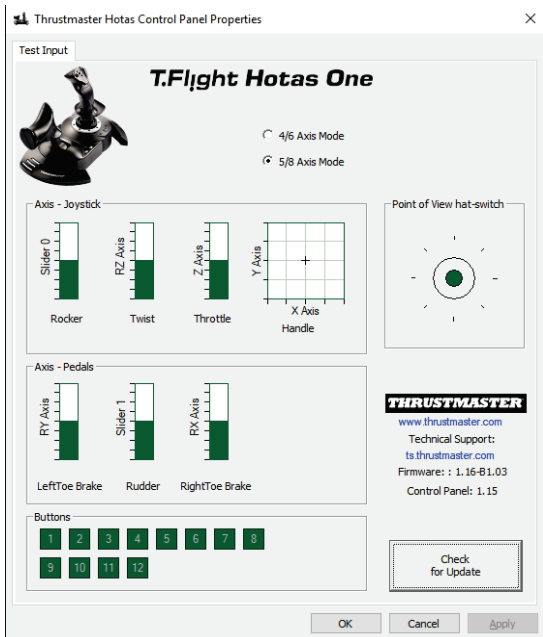 Thrustmaster Hotas Control Panel Properties
Test Input
T.Flight Hotas One
4/6 Axis Mode
5/8 Axis Mode
Axis - Joystick
Slider 0
RZ Axis
Z Axis
Y Axis
X Axis
Rocker
Twist
Throttle
Handle
Point of View hat-switch
Axis - Pedals
RY Axis
Slider 1
RX Axis
LeftToe Brake
Rudder
RightToe Brake
THRUSTMASTER
www.thrustmaster.com
Technical Support:
ts.thrustmaster.com
Firmware: : 1.16-B1.03
Control Panel: 1.15
Buttons
1 2 3 4 5 6 7 8
9 10 11 12
Check
for Update
OK Cancel Apply